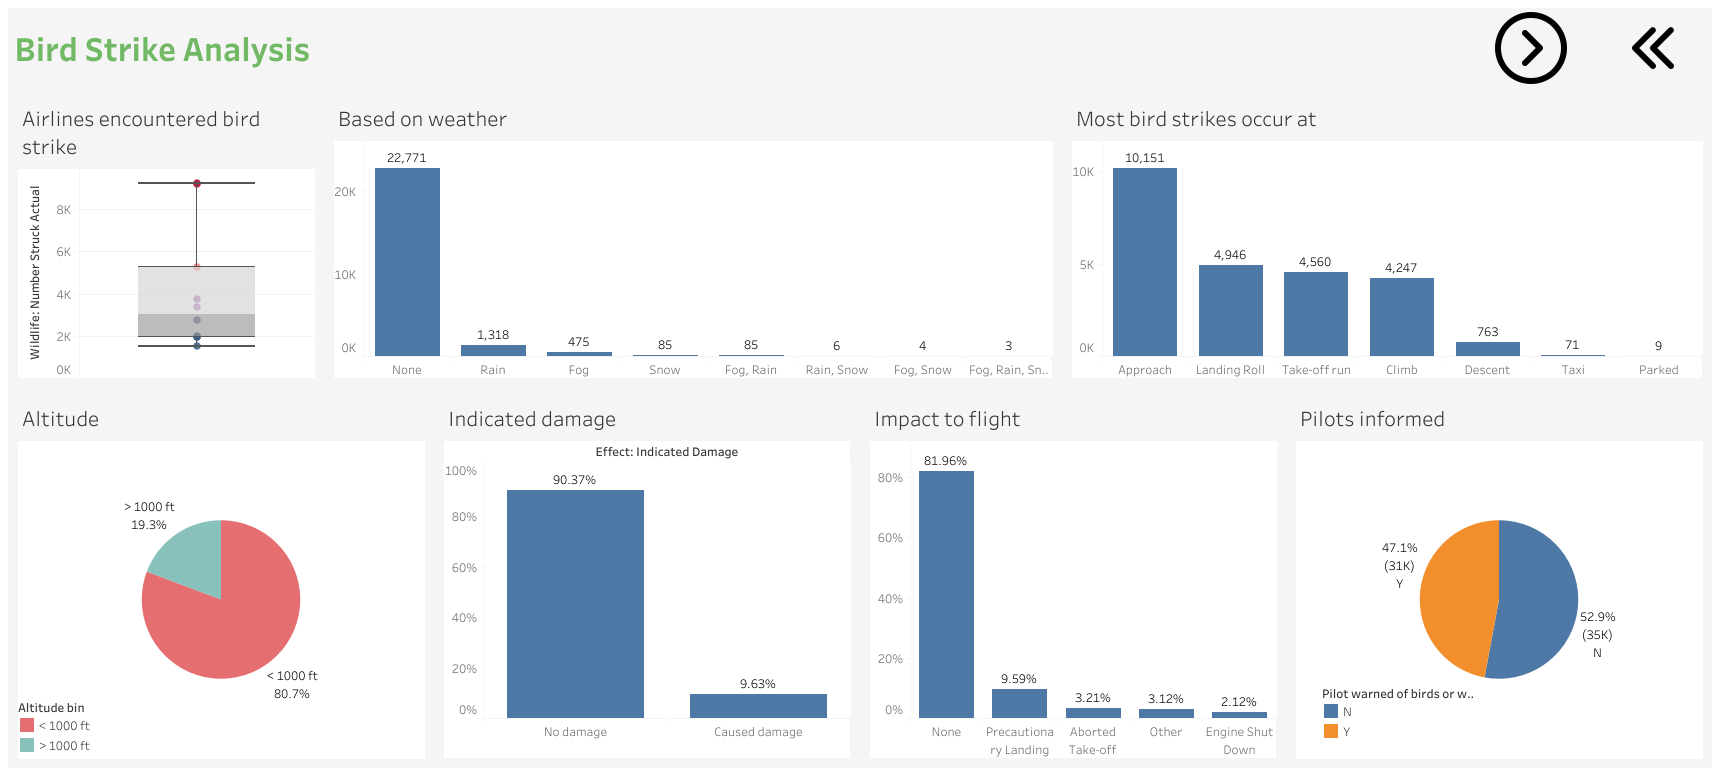 Bird Strike Analysis
Airlines encountered bird
strike
Wildlife: Number Struck Actual
8K
6K
4K
2K
0K
Based on weather
20K
10K
0K
22,771
1,318
475
85
85
6
4
3
None
Rain
Fog
Snow
Fog, Rain
Rain, Snow
Fog, Snow
Fog, Rain, Sn..
Most bird strikes occur at
10K
5K
0K
10,151
4,946
4,560
4,247
763
71
9
Approach
Landing Roll
Take-off run
Climb
Descent
Taxi
Parked
Altitude
> 1000 ft
19.3%
< 1000 ft
80.7%
Altitude bin
< 1000 ft
> 1000 ft
Indicated damage
Effect: Indicated Damage
100%
80%
60%
40%
20%
0%
90.37%
9.63%
No damage
Caused damage
Impact to flight
80%
60%
40%
20%
0%
81.96%
9.59%
3.21%
3.12%
2.12%
None
Precautiona
ry Landing
Aborted
Take-off
Other
Engine Shut
Down
Pilots informed
47.1%
(31K)
Y
52.9%
(35K)
N
Pilot warned of birds or w..
N
Y